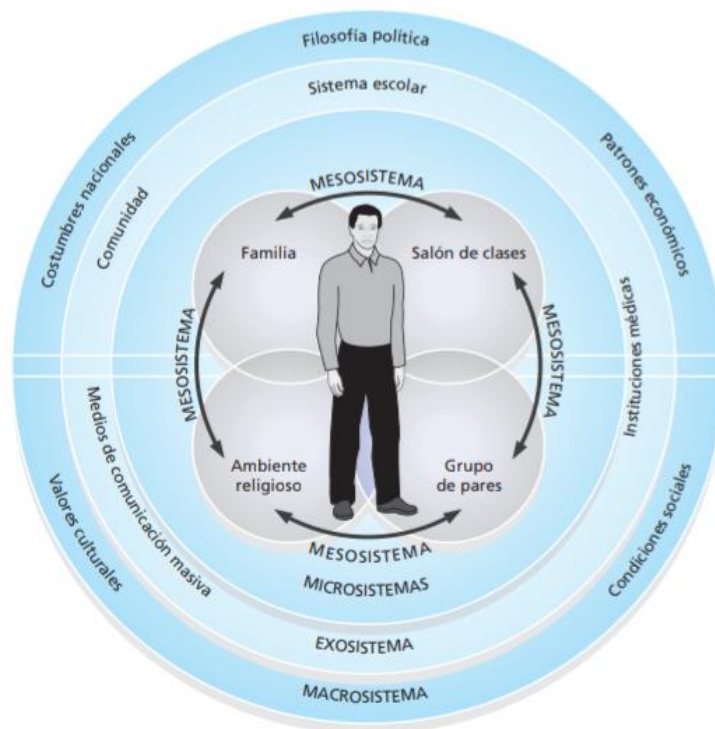 Filosofía política
Sistema escolar
Costumbres nacionales
Comunidad
Patrones económicos
MESOSISTEMA
Familia
Salón de clases
MESOSISTEMA
MESOSISTEMA
Instituciones médicas
Ambiente
religioso
Grupo
de pares
MESOSISTEMA
Medios de comunicación masiva
Valores culturales
Condiciones sociales
MICROSISTEMAS
EXOSISTEMA
MACROSISTEMA